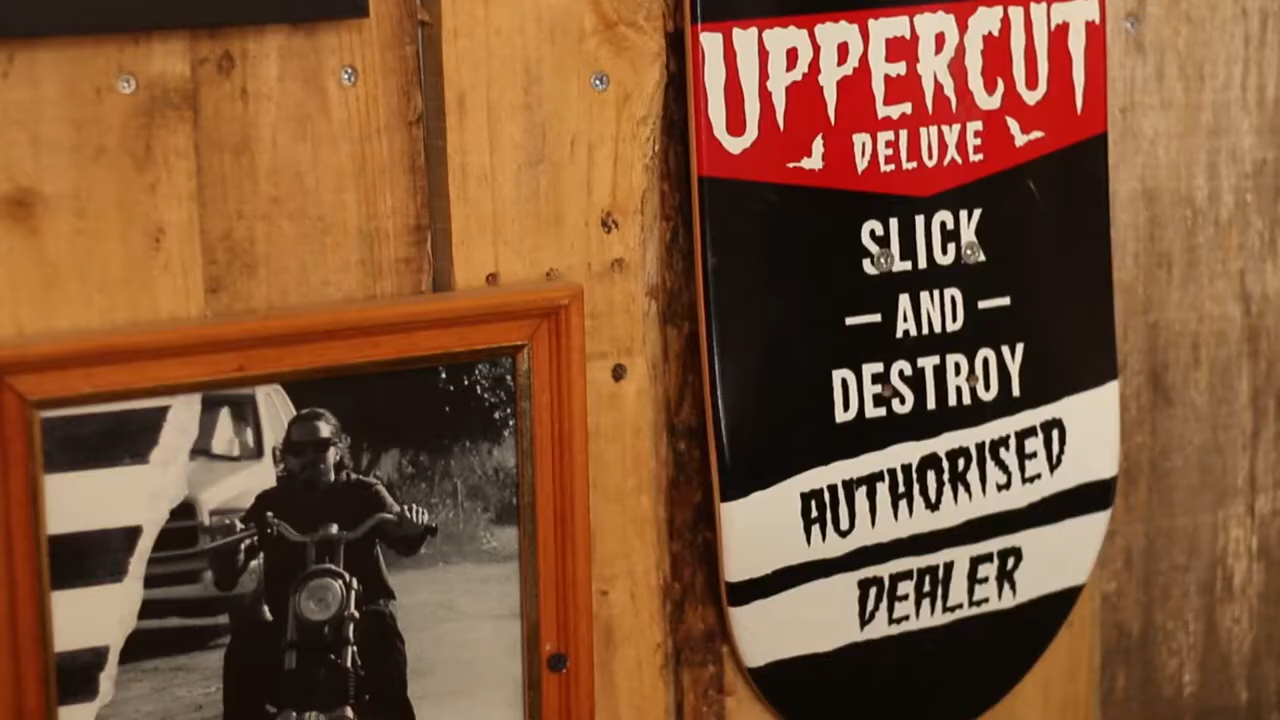 UPPERCUT
DELUXE
SLICK
— AND —
DESTROY
AUTHORISED
DEALER